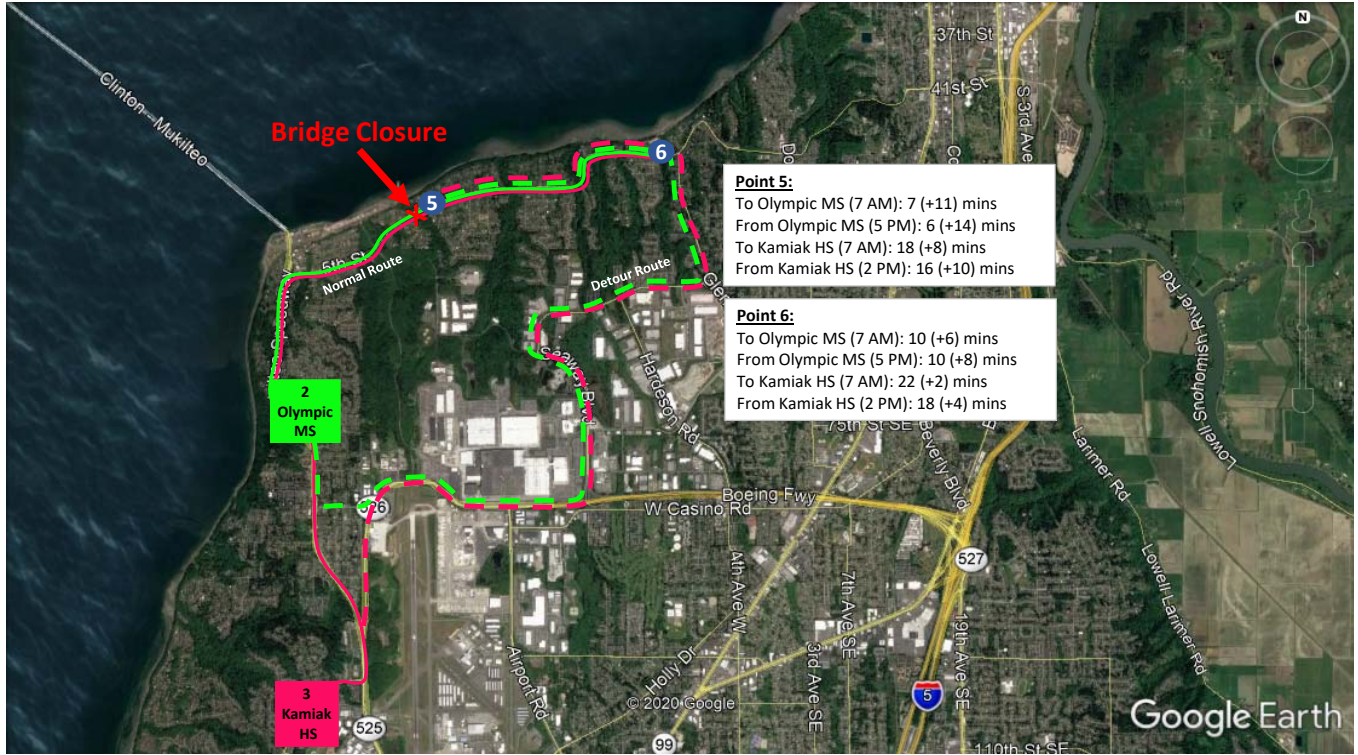 N
37th St
41st St
S 3rd Ave
Clinton - Mukilteo
Bridge Closure
6
5
5th St
Normal Route
Detour Route
Point 5:
To Olympic MS (7 AM): 7 (+11) mins
From Olympic MS (5 PM): 6 (+14) mins
To Kamiak HS (7 AM): 18 (+8) mins
From Kamiak HS (2 PM): 16 (+10) mins
Point 6:
To Olympic MS (7 AM): 10 (+6) mins
From Olympic MS (5 PM): 10 (+8) mins
To Kamiak HS (7 AM): 22 (+2) mins
From Kamiak HS (2 PM): 18 (+4) mins
Lowell Snohomish River Rd
Hardeson Rd
2
Olympic
MS
75th St SE
Beverly Blvd
Larimer Rd
Boeing Fwy
W Casino Rd
527
Lowell-Larimer Rd
4th Ave W
7th Ave SE
19th Ave SE
3rd Ave SE
Holly Dr
Airport Rd
3
Kamiak
HS
525
5
99
© 2020 Google
110th St SE
Google Earth